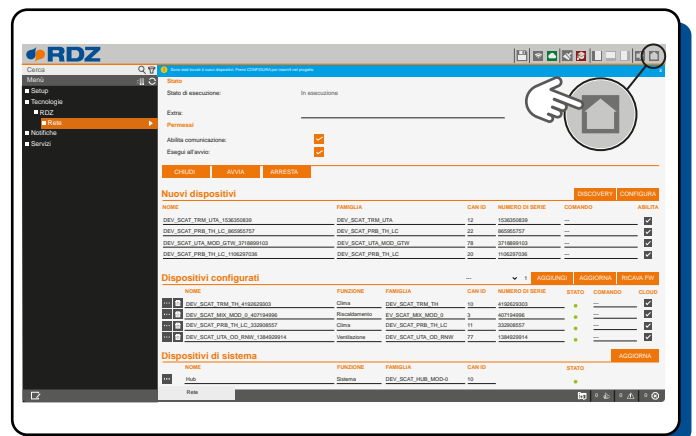 RDZ
Cerca
Sono stati trovati 4 nuovi dispositivi. Premi CONFIGURA per inserirli nel progetto.
x
Menù
Setup
Tecnologie
RDZ
Rete
Notifiche
Servizi
Stato
Stato di esecuzione: In esecuzione
Extra:
Permessi
Abilita comunicazione:
Esegui all'avvio:
CHIUDI AVVIA ARRESTA
Nuovi dispositivi DISCOVERY CONFIGURA
NOME FAMIGLIA CAN ID NUMERO DI SERIE COMANDO ABILITA
DEV_SCAT_TRM_UTA_1536350839 DEV_SCAT_TRM_UTA 12 1536350839 ---
DEV_SCAT_PRB_TH_LC_865955757 DEV_SCAT_PRB_TH_LC 22 865955757 ---
DEV_SCAT_UTA_MOD_GTW_3718899103 DEV_SCAT_UTA_MOD_GTW 78 3718899103 ---
DEV_SCAT_PRB_TH_LC_1106297036 DEV_SCAT_PRB_TH_LC 20 1106297036 ---
Dispositivi configurati --- 1 AGGIUNGI AGGIORNA RICAVA FW
NOME FUNZIONE FAMIGLIA CAN ID NUMERO DI SERIE STATO COMANDO CLOUD
DEV_SCAT_TRM_TH_4192629303 Clima DEV_SCAT_TRM_TH 10 4192629303 ---
DEV_SCAT_MIX_MOD_0_407194996 Riscaldamento EV_SCAT_MIX_MOD_0 3 407194996 ---
DEV_SCAT_PRB_TH_LC_332908557 Clima DEV_SCAT_PRB_TH_LC 11 332908557 ---
DEV_SCAT_UTA_OD_RNW_1384929914 Ventilazione DEV_SCAT_UTA_OD_RNW 77 1384929914 ---
Dispositivi di sistema AGGIORNA
NOME FUNZIONE FAMIGLIA CAN ID STATO
Hub Sistema DEV_SCAT_HUB_MOD-0 10
Rete 0 0 0